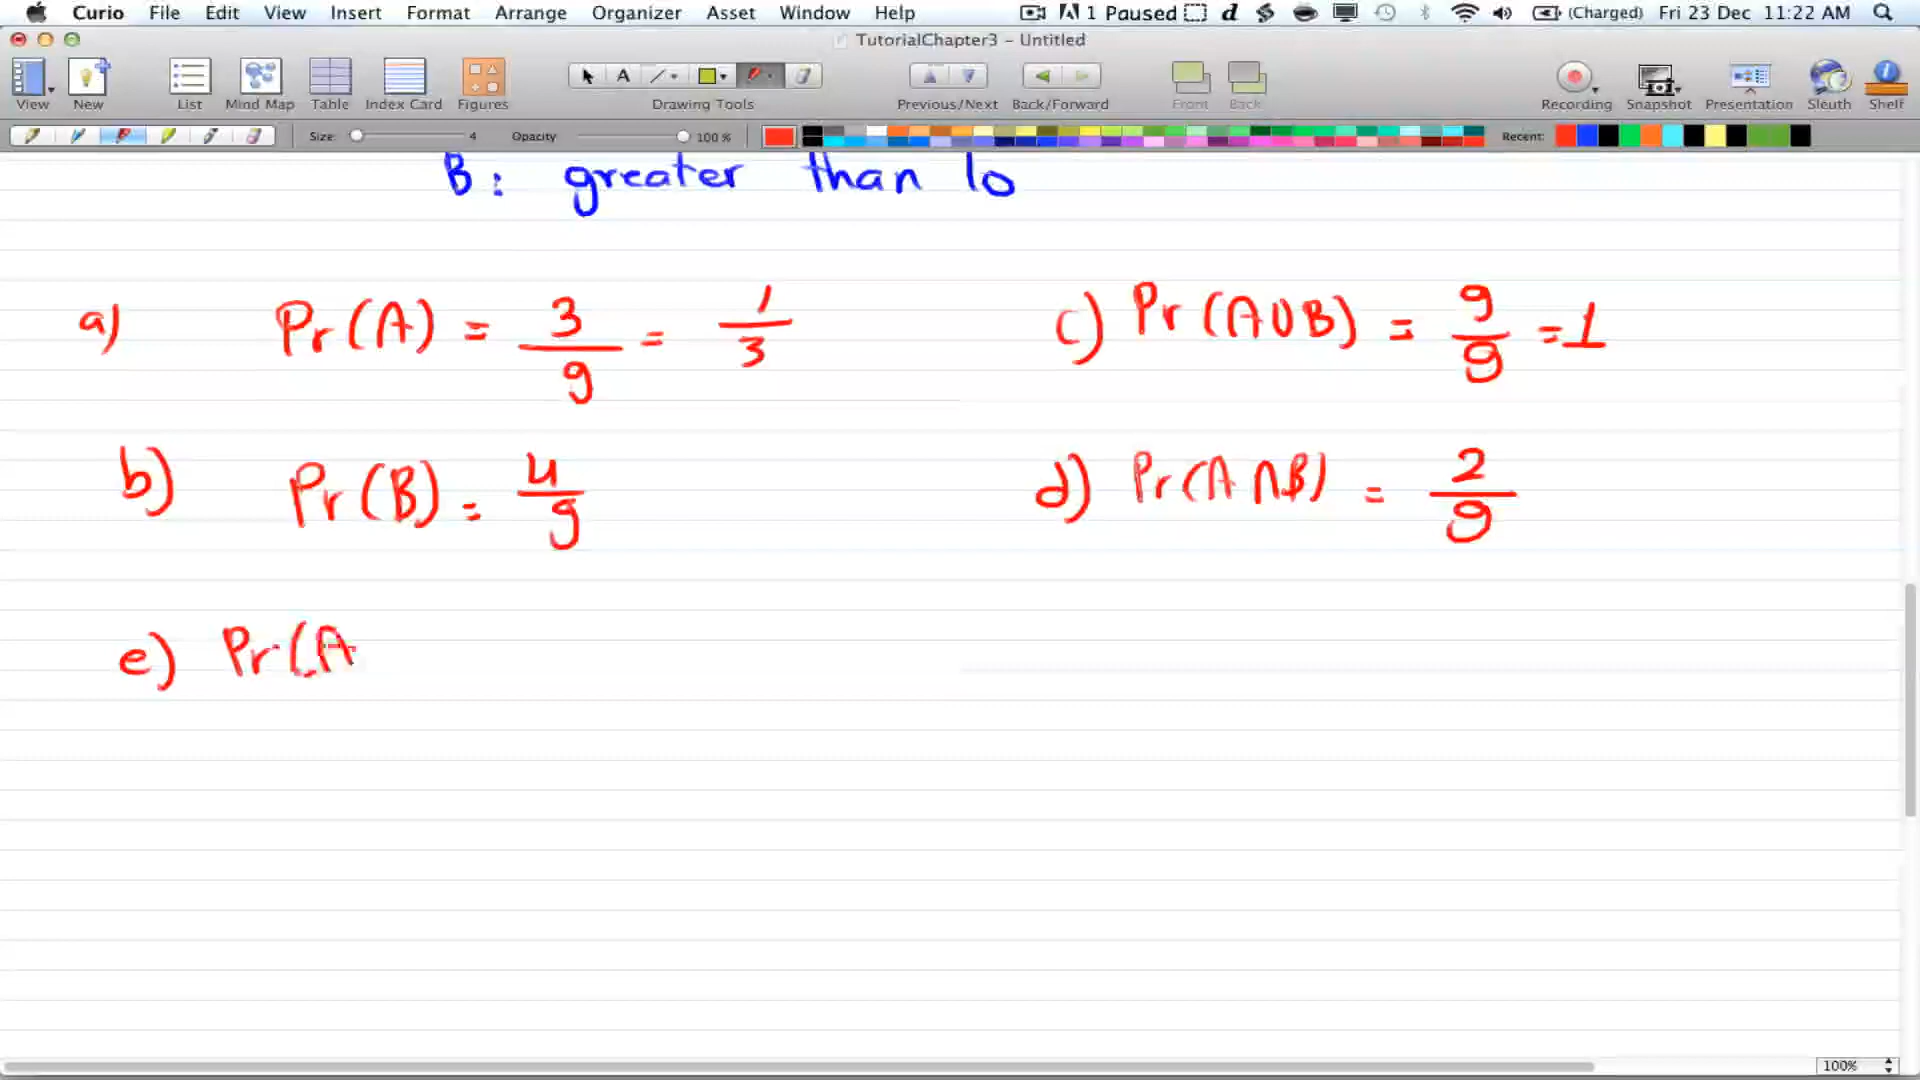 Curio File Edit View Insert Format Arrange Organizer Asset Window Help 1 Paused (Charged) Fri 23 Dec 11:22 AM
TutorialChapter3 – Untitled
View New List Mind Map Table Index Card Figures Drawing Tools Previous/Next Back/Forward Front Back Recording Snapshot Presentation Sleuth Shelf
Size: 4 Opacity 100 % Recent:
B: greater than 10
a) Pr(A) = 3/9 = 1/3
b) Pr(B) = 4/9
c) Pr(A∪B) = 9/9 = 1
d) Pr(A∩B) = 2/9
e) Pr(A
100%